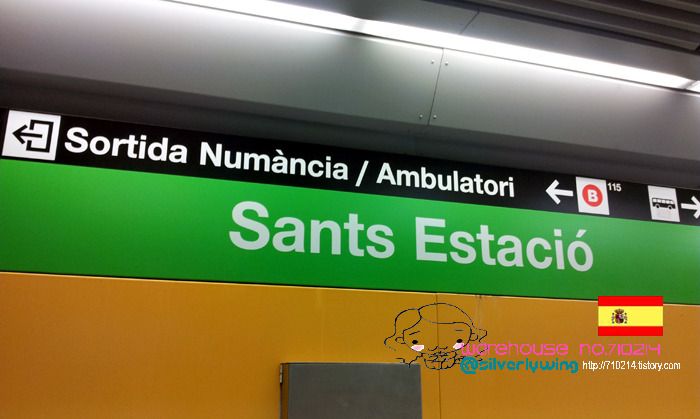 Sortida Numància / Ambulatori
B 115
Sants Estació
warehouse no.710214
@silverlywing http://710214.tistory.com